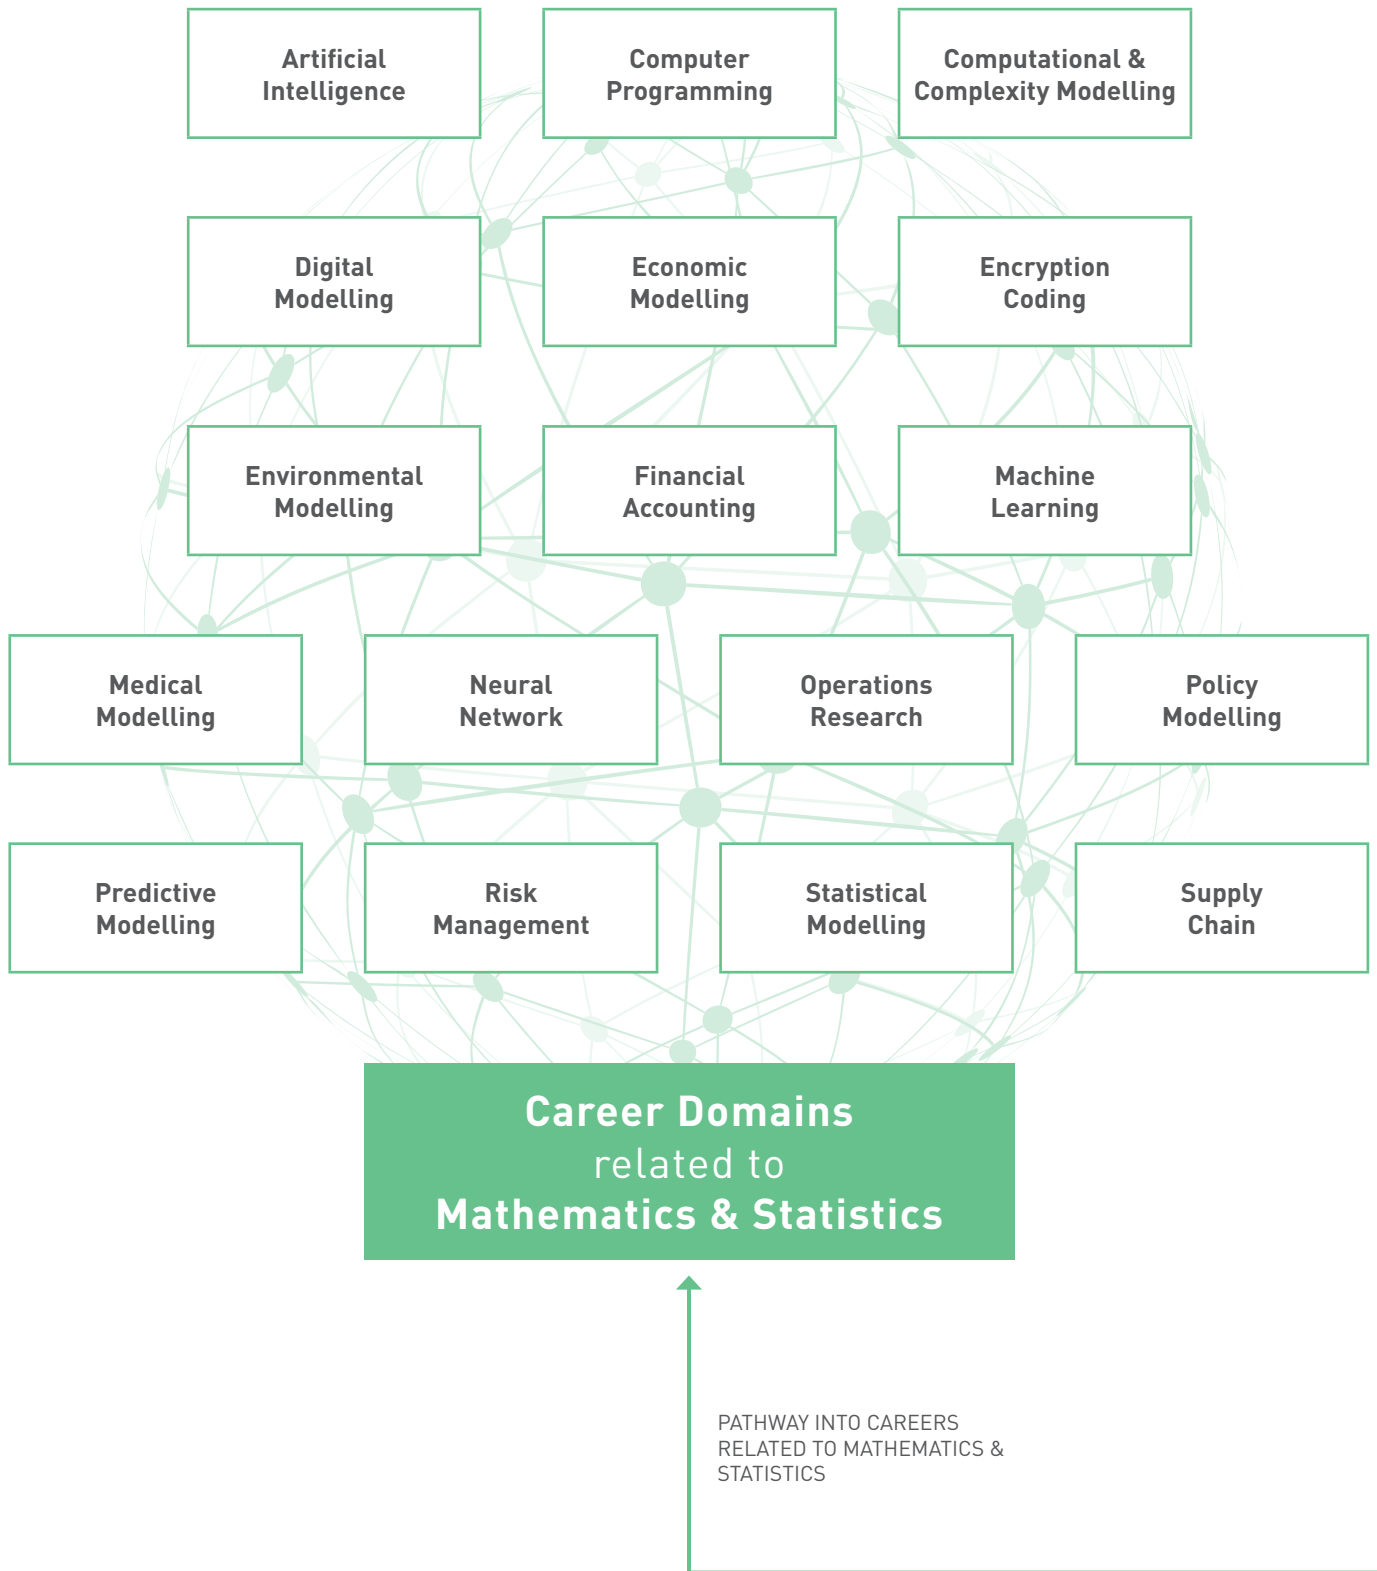 Artificial
Intelligence
Computer
Programming
Computational &
Complexity Modelling
Digital
Modelling
Economic
Modelling
Encryption
Coding
Environmental
Modelling
Financial
Accounting
Machine
Learning
Medical
Modelling
Neural
Network
Operations
Research
Policy
Modelling
Predictive
Modelling
Risk
Management
Statistical
Modelling
Supply
Chain
Career Domains
related to
Mathematics & Statistics
PATHWAY INTO CAREERS
RELATED TO MATHEMATICS &
STATISTICS